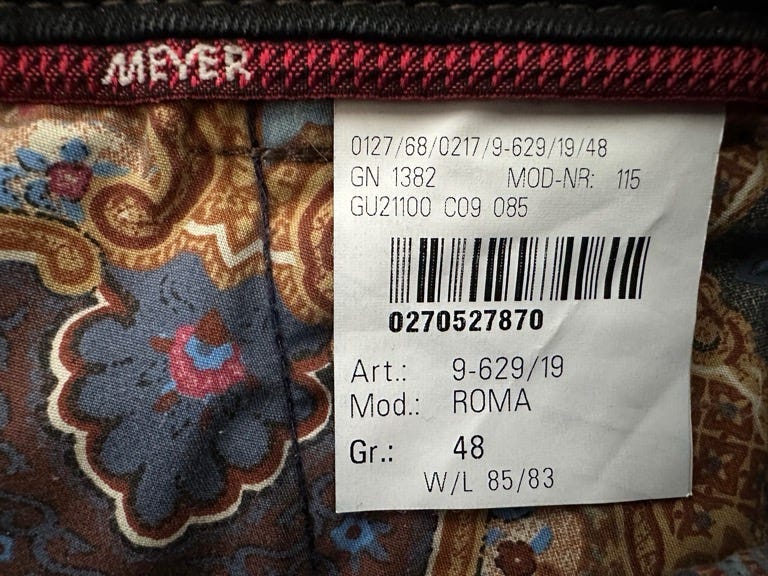 MEYER
0127/68/0217/9-629/19/48
GN 1382 MOD-NR: 115
GU21100 C09 085
0270527870
Art.: 9-629/19
Mod.: ROMA
Gr.: 48
W/L 85/83